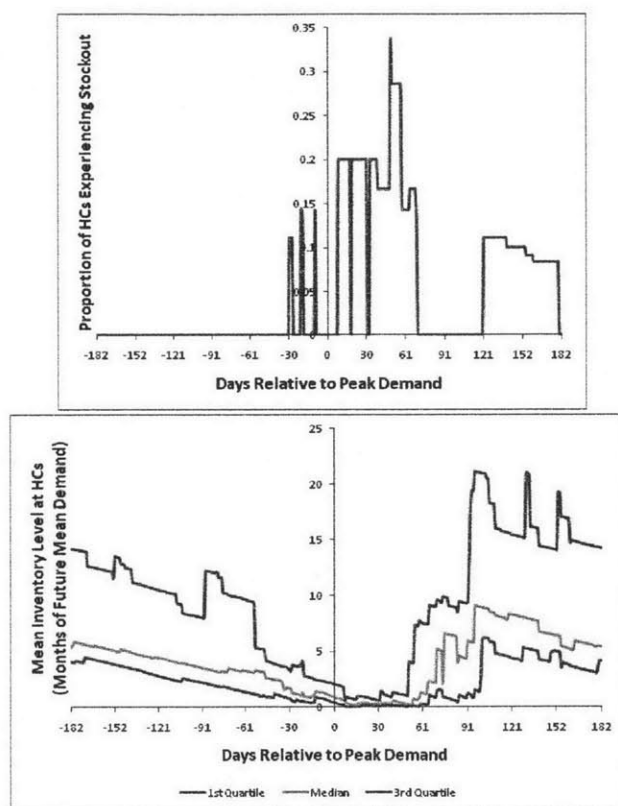 Proportion of HCs Experiencing Stockout
0.35
0.3
0.25
0.2
0.15
0.1
0.05
0
-182 -152 -121 -91 -61 -30 0 30 61 91 121 152 182
Days Relative to Peak Demand
Mean Inventory Level at HCs
(Months of Future Mean Demand)
25
20
15
10
5
0
-182 -152 -121 -91 -61 -30 0 30 61 91 121 152 182
Days Relative to Peak Demand
1st Quartile Median 3rd Quartile